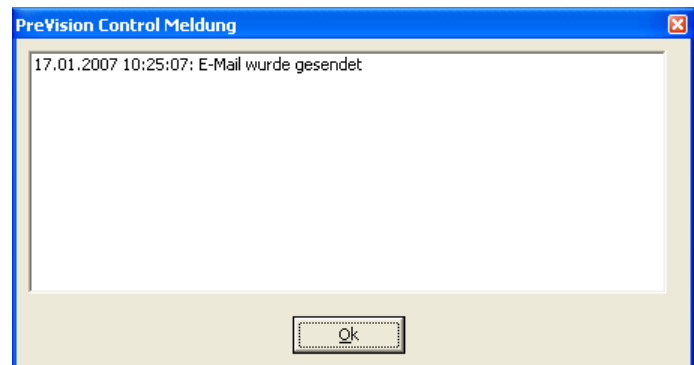 PreVision Control Meldung
17.01.2007 10:25:07: E-Mail wurde gesendet
Ok